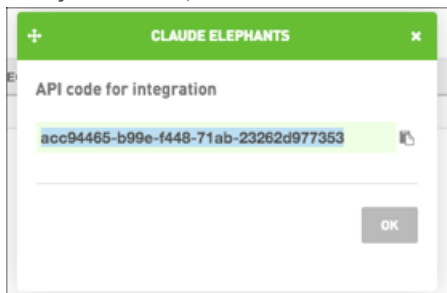 CLAUDE ELEPHANTS
API code for integration
acc94465-b99e-f448-71ab-23262d977353
OK